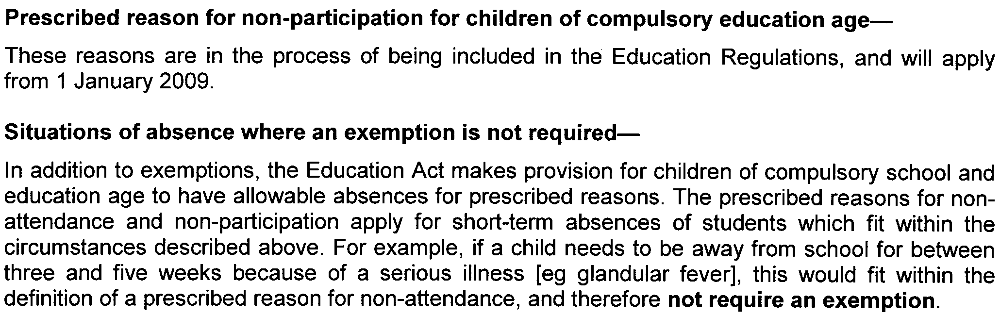 Prescribed reason for non-participation for children of compulsory education age—
These reasons are in the process of being included in the Education Regulations, and will apply
from 1 January 2009.
Situations of absence where an exemption is not required—
In addition to exemptions, the Education Act makes provision for children of compulsory school and
education age to have allowable absences for prescribed reasons. The prescribed reasons for non-
attendance and non-participation apply for short-term absences of students which fit within the
circumstances described above. For example, if a child needs to be away from school for between
three and five weeks because of a serious illness [eg glandular fever], this would fit within the
definition of a prescribed reason for non-attendance, and therefore not require an exemption.